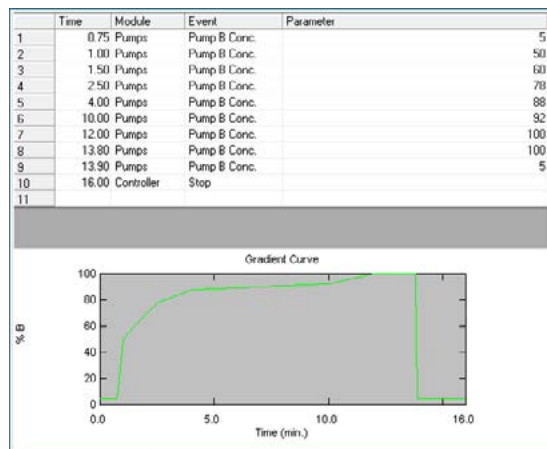 Time Module Event Parameter
1 0.75 Pumps Pump B Conc. 5
2 1.00 Pumps Pump B Conc. 50
3 1.50 Pumps Pump B Conc. 60
4 2.50 Pumps Pump B Conc. 78
5 4.00 Pumps Pump B Conc. 88
6 10.00 Pumps Pump B Conc. 92
7 12.00 Pumps Pump B Conc. 100
8 13.80 Pumps Pump B Conc. 100
9 13.90 Pumps Pump B Conc. 5
10 16.00 Controller Stop
11
Gradient Curve
100
80
60
40
20
0
% B
0.0 5.0 10.0 16.0
Time (min.)